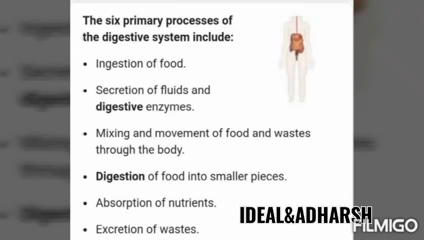 The six primary processes of
the digestive system include:
• Ingestion of food.
• Secretion of fluids and
digestive enzymes.
• Mixing and movement of food and wastes
through the body.
• Digestion of food into smaller pieces.
• Absorption of nutrients.
• Excretion of wastes.
IDEAL&ADHARSH
FILMIGO